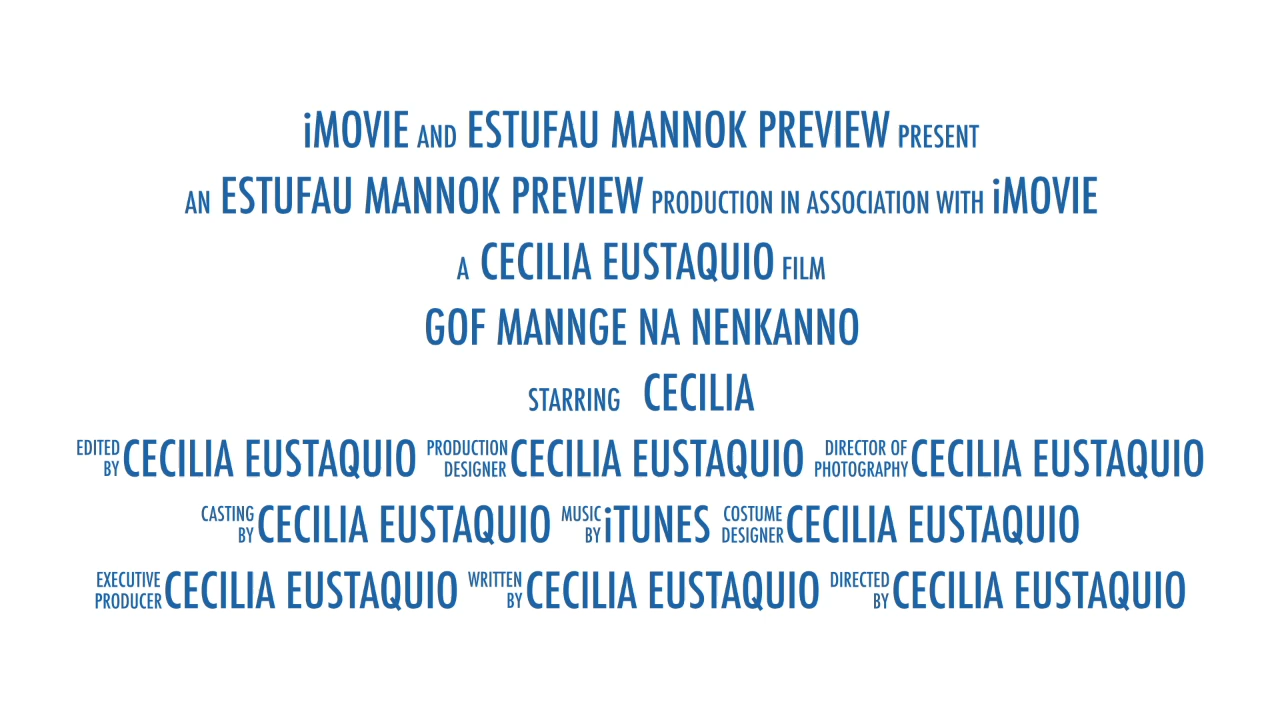 iMOVIE AND ESTUFAU MANNOK PREVIEW PRESENT
AN ESTUFAU MANNOK PREVIEW PRODUCTION IN ASSOCIATION WITH iMOVIE
A CECILIA EUSTAQUIO FILM
GOF MANNGE NA NENKANNO
STARRING CECILIA
EDITED BY CECILIA EUSTAQUIO PRODUCTION DESIGNER CECILIA EUSTAQUIO DIRECTOR OF PHOTOGRAPHY CECILIA EUSTAQUIO
CASTING BY CECILIA EUSTAQUIO MUSIC BY iTUNES COSTUME DESIGNER CECILIA EUSTAQUIO
EXECUTIVE PRODUCER CECILIA EUSTAQUIO WRITTEN BY CECILIA EUSTAQUIO DIRECTED BY CECILIA EUSTAQUIO